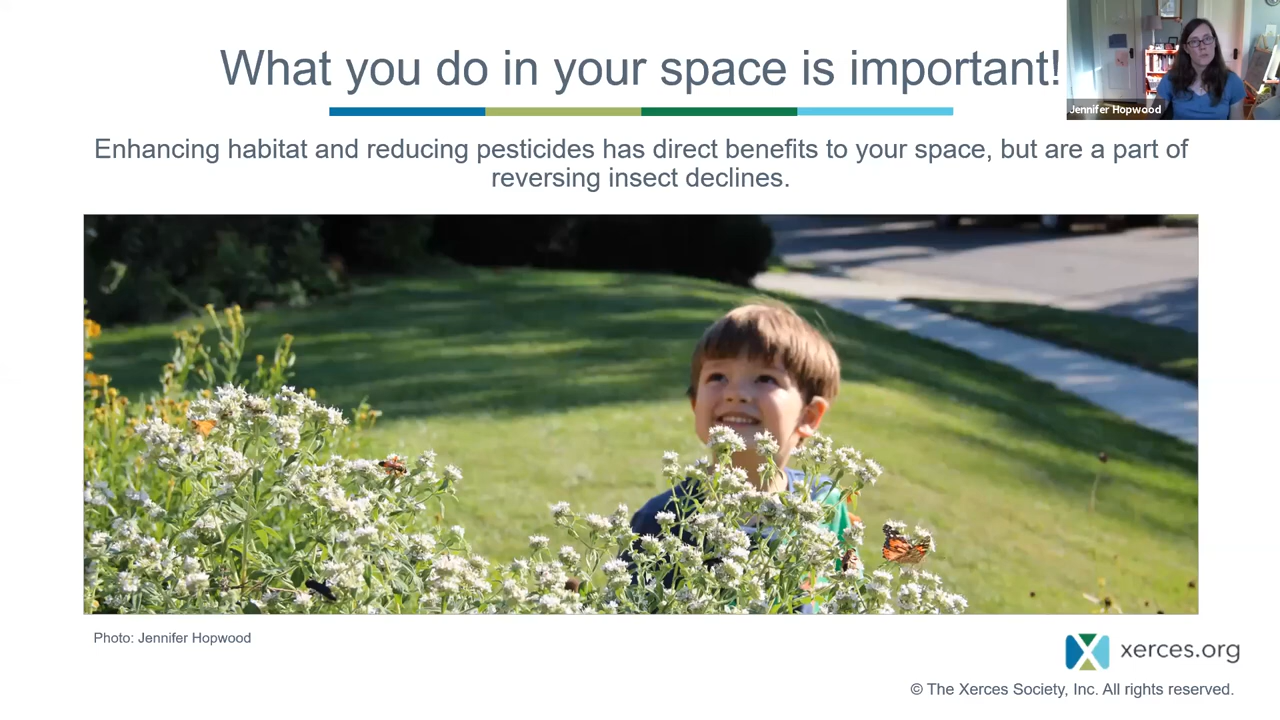 What you do in your space is important!
Jennifer Hopwood
Enhancing habitat and reducing pesticides has direct benefits to your space, but are a part of
reversing insect declines.
Photo: Jennifer Hopwood
xerces.org
© The Xerces Society, Inc. All rights reserved.